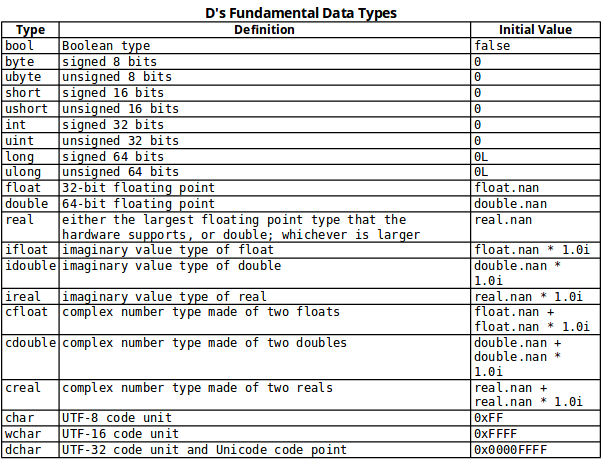 D's Fundamental Data Types
Type Definition Initial Value
bool Boolean type false
byte signed 8 bits 0
ubyte unsigned 8 bits 0
short signed 16 bits 0
ushort unsigned 16 bits 0
int signed 32 bits 0
uint unsigned 32 bits 0
long signed 64 bits 0L
ulong unsigned 64 bits 0L
float 32-bit floating point float.nan
double 64-bit floating point double.nan
real either the largest floating point type that the real.nan
hardware supports, or double; whichever is larger
ifloat imaginary value type of float float.nan * 1.0i
idouble imaginary value type of double double.nan *
1.0i
ireal imaginary value type of real real.nan * 1.0i
cfloat complex number type made of two floats float.nan +
float.nan * 1.0i
cdouble complex number type made of two doubles double.nan +
double.nan *
1.0i
creal complex number type made of two reals real.nan +
real.nan * 1.0i
char UTF-8 code unit 0xFF
wchar UTF-16 code unit 0xFFFF
dchar UTF-32 code unit and Unicode code point 0x0000FFFF